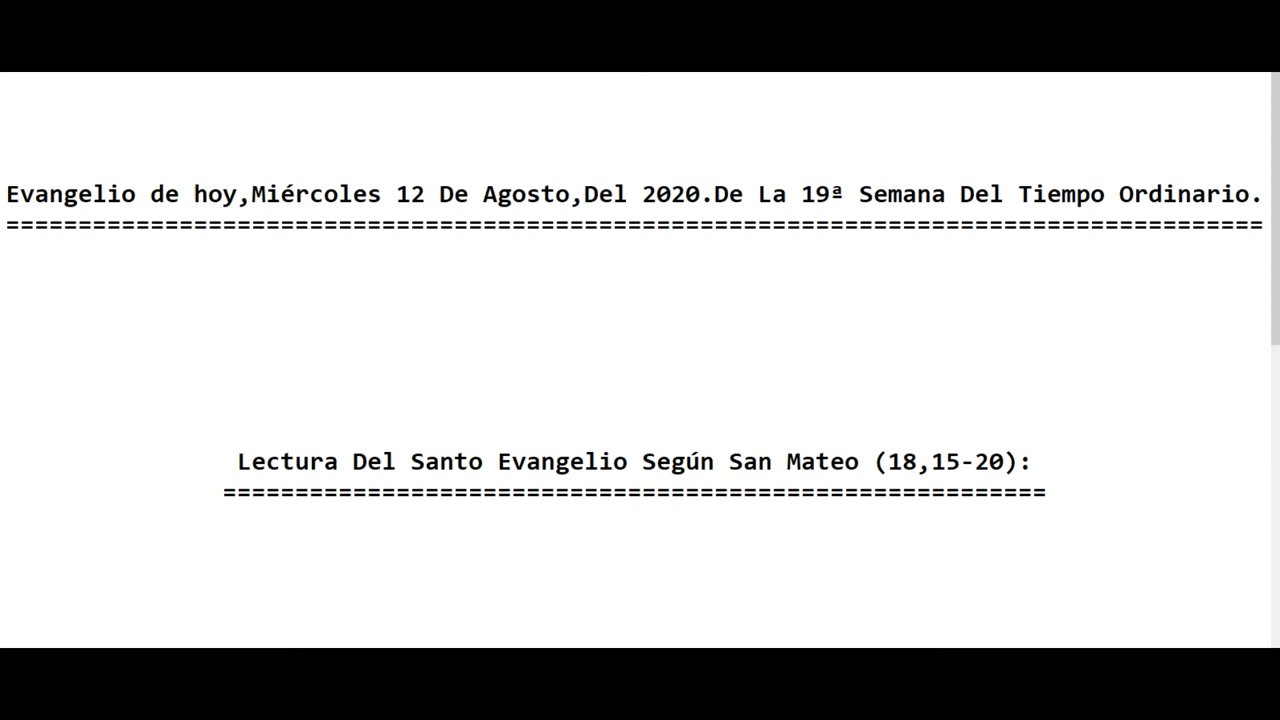 Evangelio de hoy,Miércoles 12 De Agosto,Del 2020.De La 19ª Semana Del Tiempo Ordinario.
=======================================================================================
Lectura Del Santo Evangelio Según San Mateo (18,15-20):
=========================================================